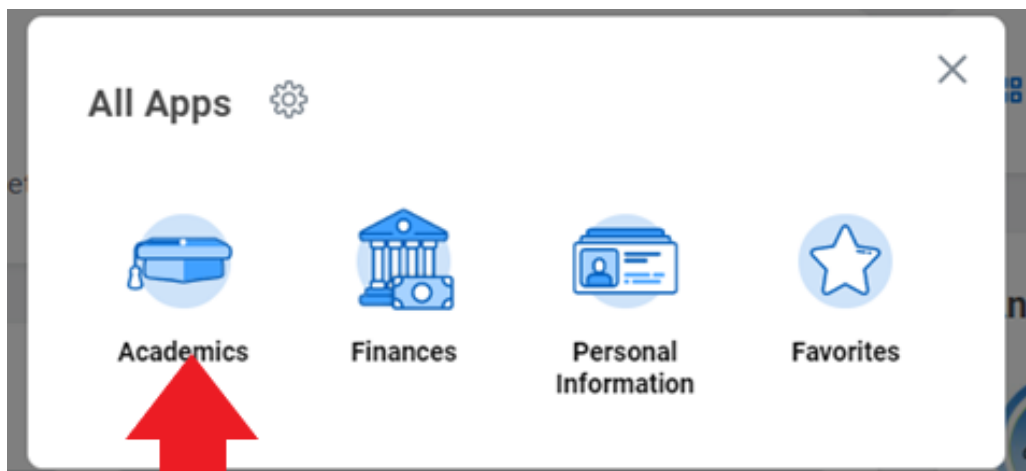 All Apps
Academics
Finances
Personal
Information
Favorites